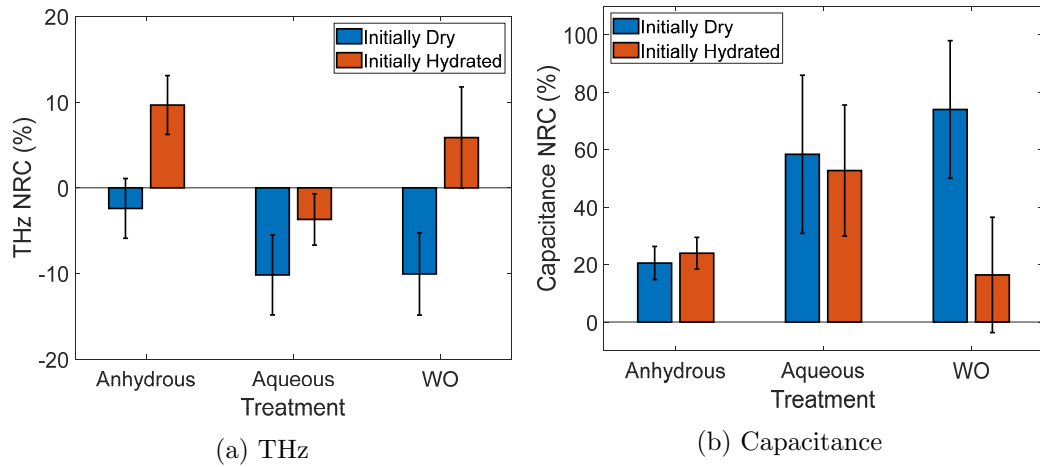 THz NRC (%)
20
10
0
-10
-20
Initially Dry
Initially Hydrated
Anhydrous
Aqueous
WO
Treatment
(a) THz
Capacitance NRC (%)
100
80
60
40
20
0
Initially Dry
Initially Hydrated
Anhydrous
Aqueous
WO
Treatment
(b) Capacitance